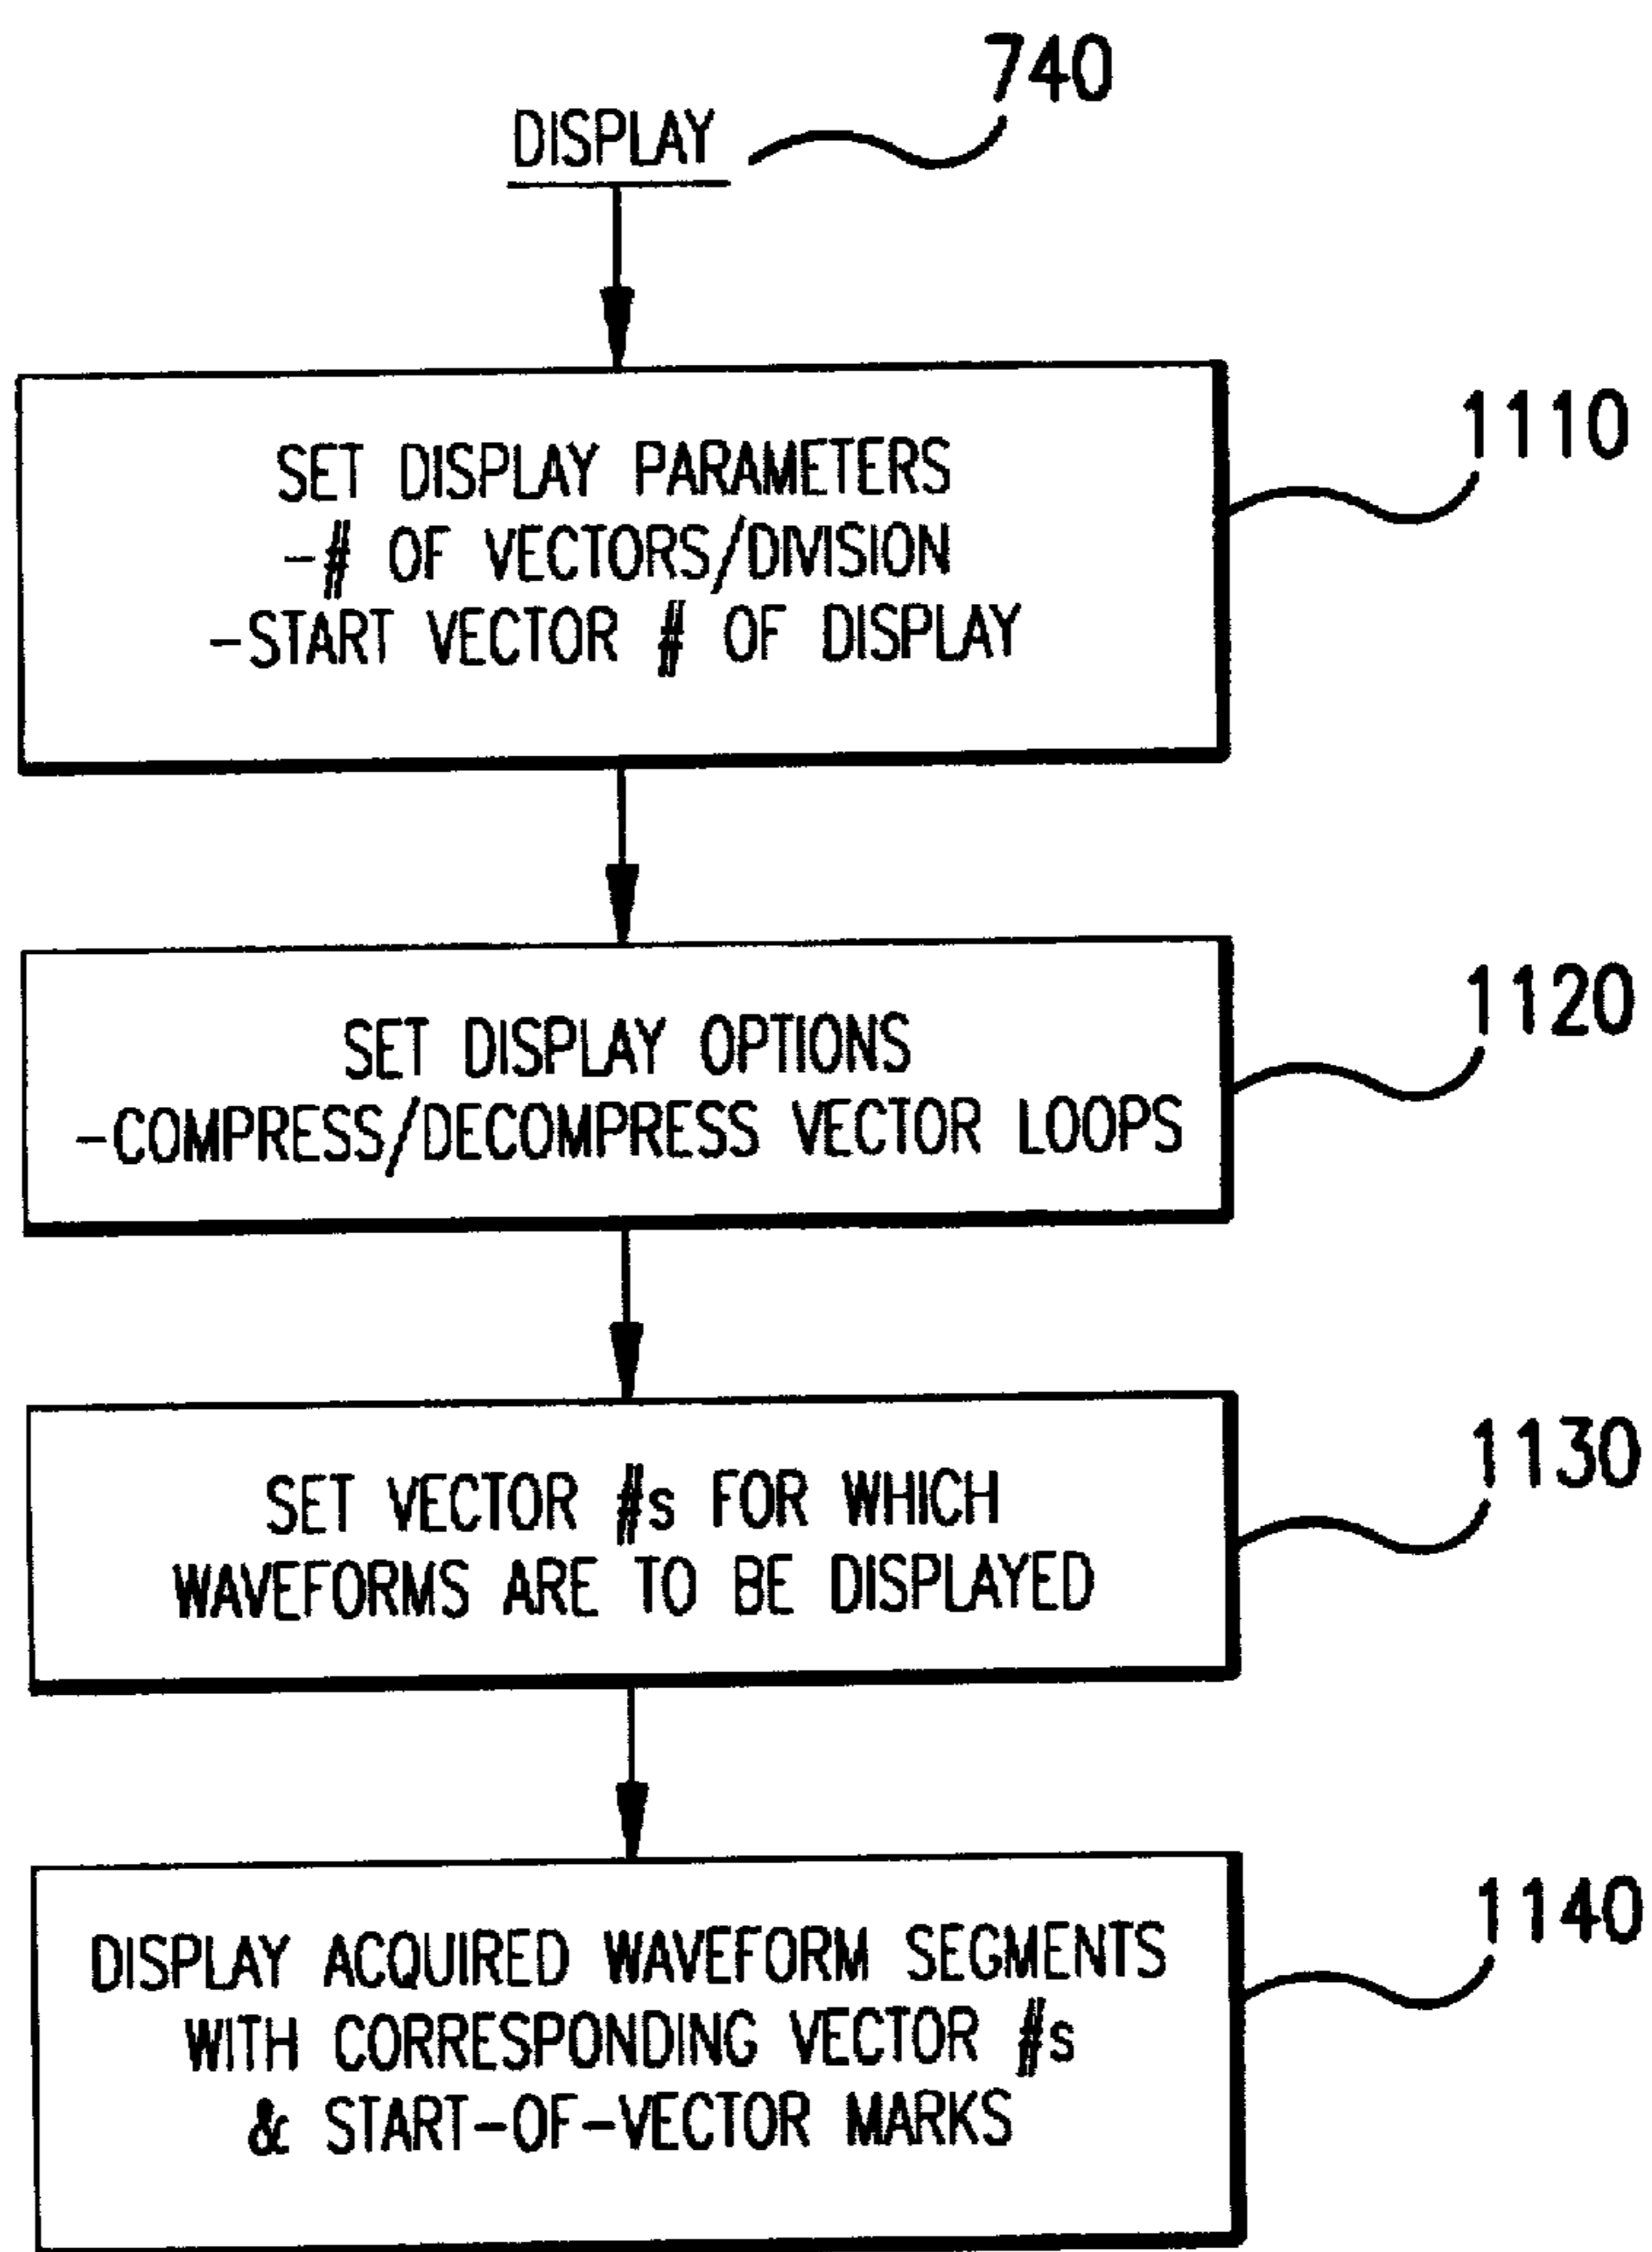 740
DISPLAY
1110
SET DISPLAY PARAMETERS
-# OF VECTORS/DIVISION
-START VECTOR # OF DISPLAY
1120
SET DISPLAY OPTIONS
-COMPRESS/DECOMPRESS VECTOR LOOPS
1130
SET VECTOR #s FOR WHICH
WAVEFORMS ARE TO BE DISPLAYED
1140
DISPLAY ACQUIRED WAVEFORM SEGMENTS
WITH CORRESPONDING VECTOR #s
& START-OF-VECTOR MARKS